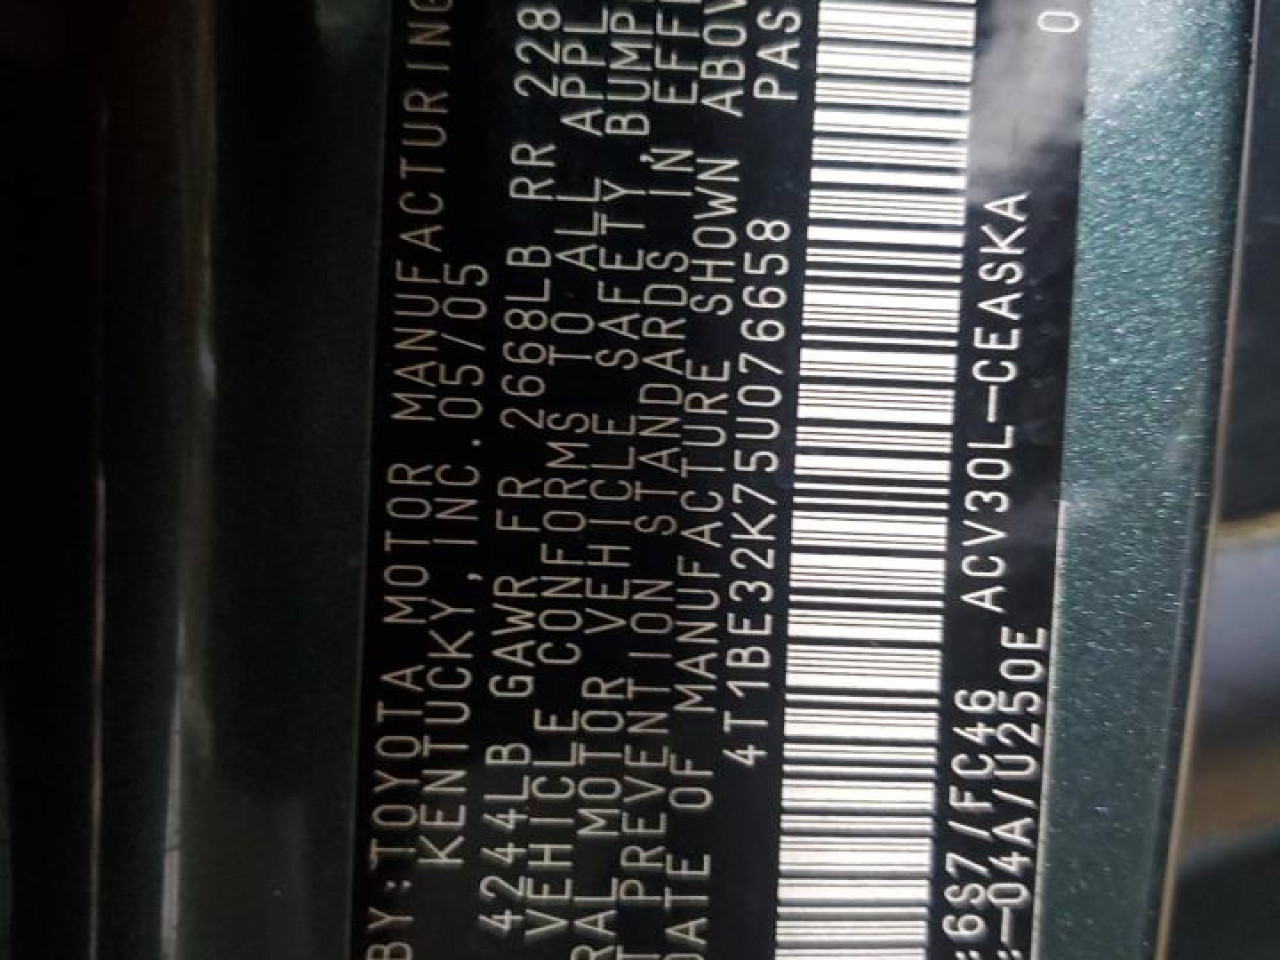 BY:TOYOTA MOTOR MANUFACTURING
KENTUCKY, INC. 05/05
4244LB GAWR FR 2668LB RR 228
VEHICLE CONFORMS TO ALL APPL
RAL MOTOR VEHICLE SAFETY, BUMP
T PREVENTION STANDARDS IN EFF
DATE OF MANUFACTURE SHOWN ABOV
4T1BE32K75U076658 PAS
:6S7/FC46 ACV30L-CEASKA 0
:-04A/U250E